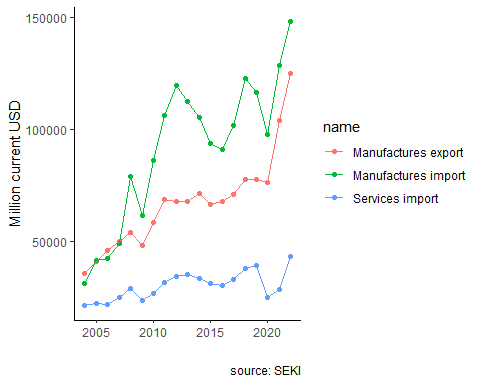 Million current USD
150000
100000
50000
2005 2010 2015 2020
name
Manufactures export
Manufactures import
Services import
source: SEKI